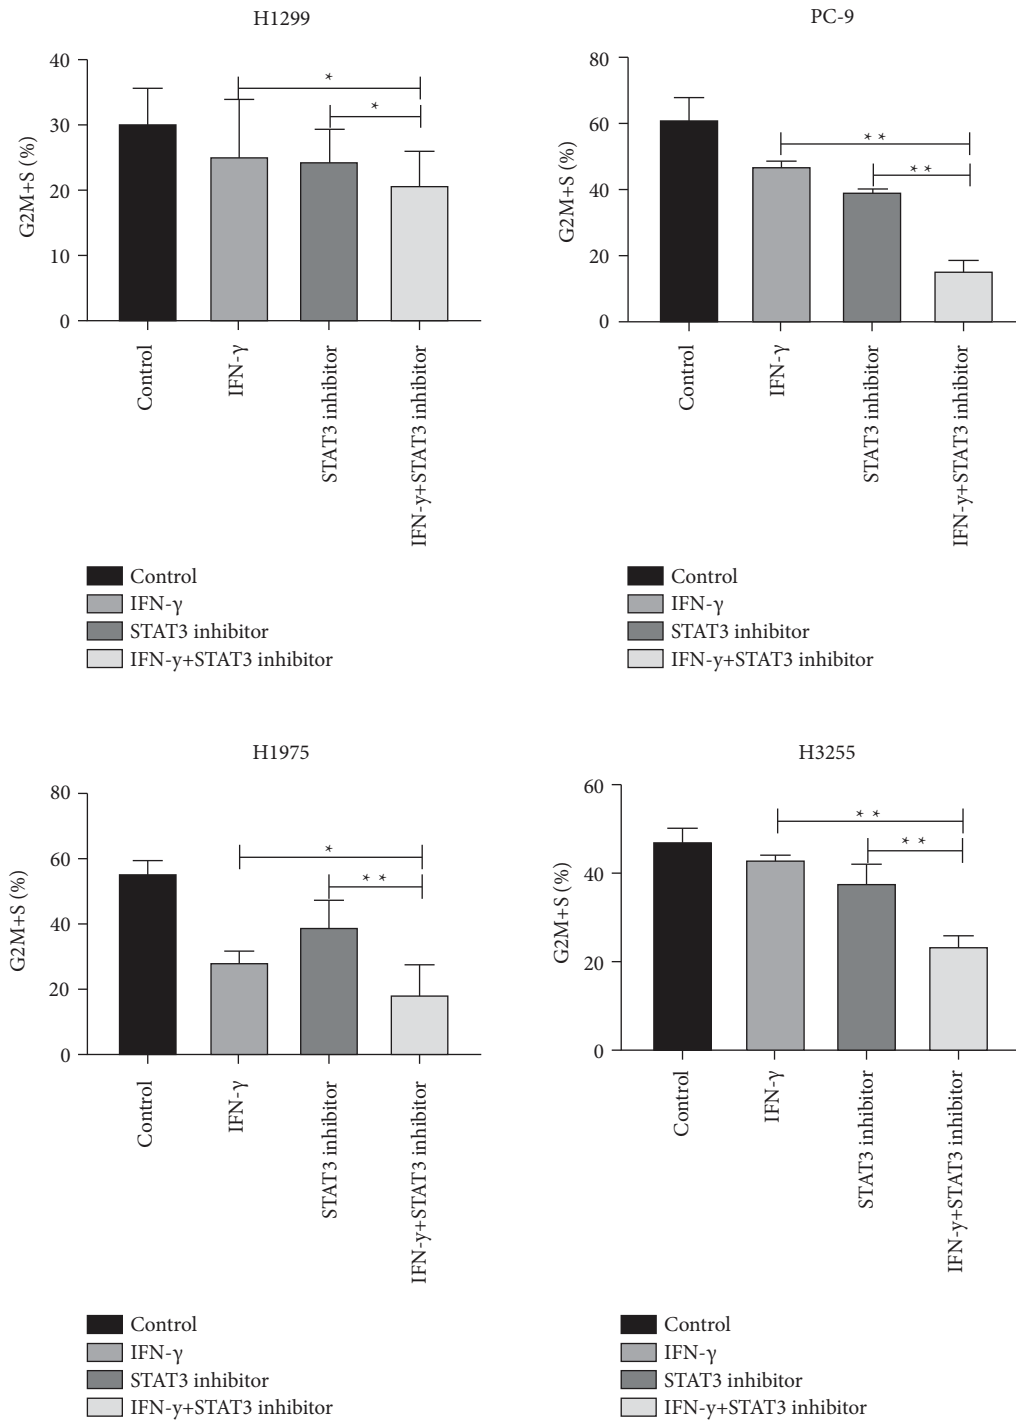 H1299
G2M+S (%)
40
30
20
10
0
*
*
Control
IFN-γ
STAT3 inhibitor
IFN-y+STAT3 inhibitor
Control
IFN-γ
STAT3 inhibitor
IFN-y+STAT3 inhibitor
PC-9
G2M+S (%)
80
60
40
20
0
* *
* *
Control
IFN-γ
STAT3 inhibitor
IFN-y+STAT3 inhibitor
Control
IFN-γ
STAT3 inhibitor
IFN-y+STAT3 inhibitor
H1975
G2M+S (%)
80
60
40
20
0
*
* *
Control
IFN-γ
STAT3 inhibitor
IFN-y+STAT3 inhibitor
Control
IFN-γ
STAT3 inhibitor
IFN-y+STAT3 inhibitor
H3255
G2M+S (%)
60
40
20
0
* *
* *
Control
IFN-γ
STAT3 inhibitor
IFN-y+STAT3 inhibitor
Control
IFN-γ
STAT3 inhibitor
IFN-y+STAT3 inhibitor